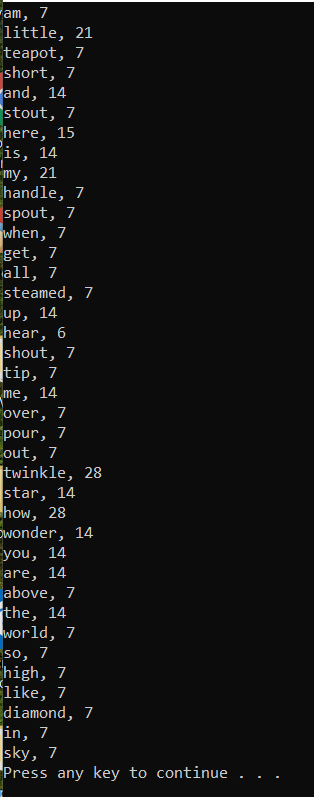 am, 7
little, 21
teapot, 7
short, 7
and, 14
stout, 7
here, 15
is, 14
my, 21
handle, 7
spout, 7
when, 7
get, 7
all, 7
steamed, 7
up, 14
hear, 6
shout, 7
tip, 7
me, 14
over, 7
pour, 7
out, 7
twinkle, 28
star, 14
how, 28
wonder, 14
you, 14
are, 14
above, 7
the, 14
world, 7
so, 7
high, 7
like, 7
diamond, 7
in, 7
sky, 7
Press any key to continue . . .